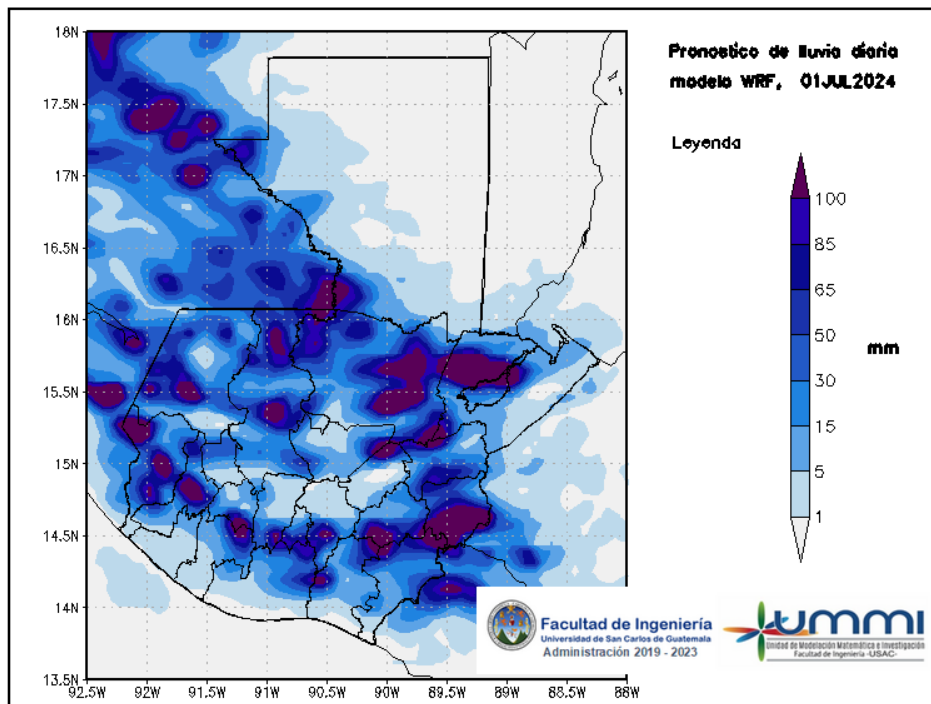 Pronostico de lluvia diaria
modelo WRF, 01JUL2024
Leyenda
100
85
65
50
30
15
5
1
mm
18N
17.5N
17N
16.5N
16N
15.5N
15N
14.5N
14N
13.5N
92.5W
92W
91.5W
91W
90.5W
90W
89.5W
89W
88.5W
88W
Facultad de Ingeniería
Universidad de San Carlos de Guatemala
Administración 2019 - 2023
ummi
Unidad de Modelación Matemática e Investigación
Facultad de Ingeniería -USAC-